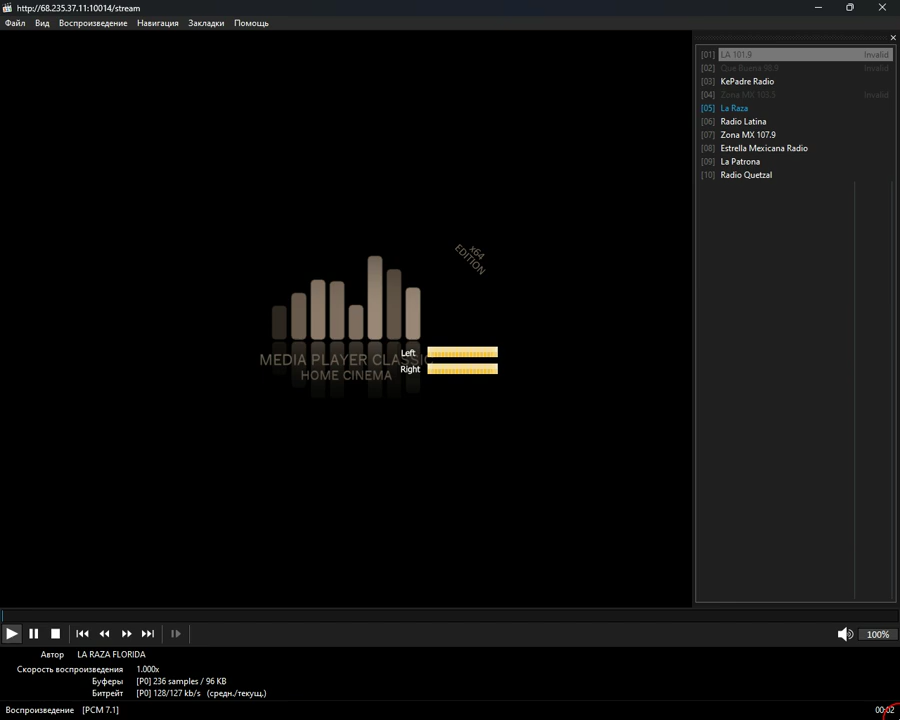 http://68.235.37.11:10014/stream
Файл Вид Воспроизведение Навигация Закладки Помощь
[01] LA 101.9 Invalid
[02] Que Buena 98.9 Invalid
[03] KePadre Radio
[04] Zona MX 103.5 Invalid
[05] La Raza
[06] Radio Latina
[07] Zona MX 107.9
[08] Estrella Mexicana Radio
[09] La Patrona
[10] Radio Quetzal
x64
EDITION
MEDIA PLAYER CLASSIC
HOME CINEMA
Left
Right
100%
Автор LA RAZA FLORIDA
Скорость воспроизведения 1.000x
Буферы [P0] 236 samples / 96 KB
Битрейт [P0] 128/127 kb/s (средн./текущ.)
Воспроизведение [PCM 7.1] 00:02